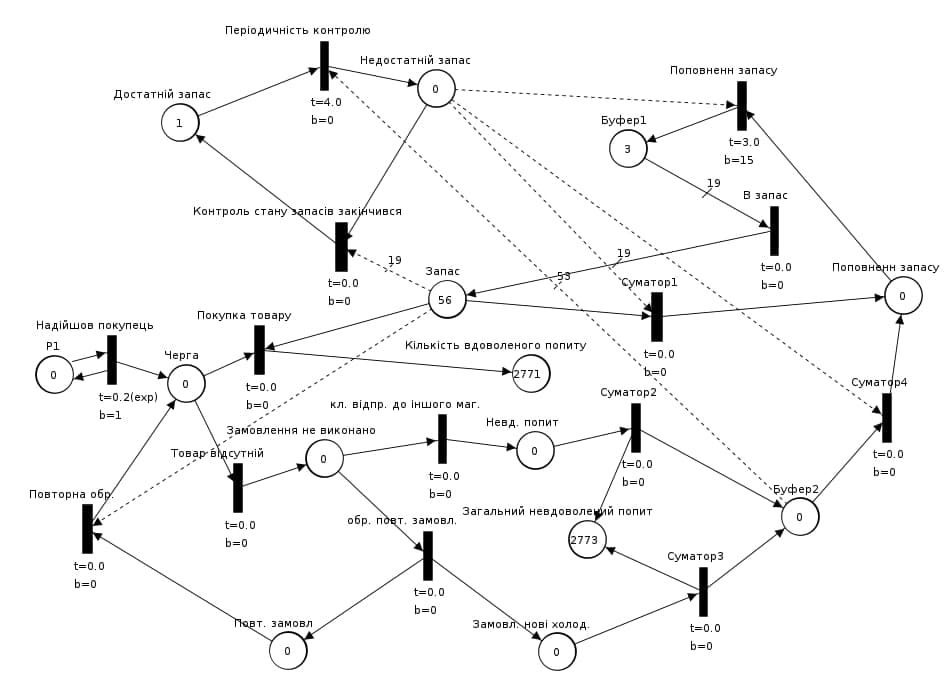 Періодичність контролю
Недостатній запас
0
t=4.0
b=0
Достатній запас
1
Поповненн запасу
t=3.0
b=15
Буфер1
3
19
В запас
t=0.0
b=0
Контроль стану запасів закінчився
t=0.0
b=0
19
19
53
Запас
56
Суматор1
t=0.0
b=0
Поповненн запасу
0
Надійшов покупець
P1
0
t=0.2(exp)
b=1
Черга
0
Покупка товару
t=0.0
b=0
Кількість вдоволеного попиту
2771
Суматор4
t=0.0
b=0
кл. відпр. до іншого маг.
t=0.0
b=0
Невд. попит
0
Суматор2
t=0.0
b=0
Замовлення не виконано
0
Товар відсутній
t=0.0
b=0
Повторна обр.
t=0.0
b=0
обр. повт. замовл.
t=0.0
b=0
Загальний невдоволений попит
2773
Буфер2
0
Суматор3
t=0.0
b=0
Повт. замовл
0
Замовл. нові холод.
0